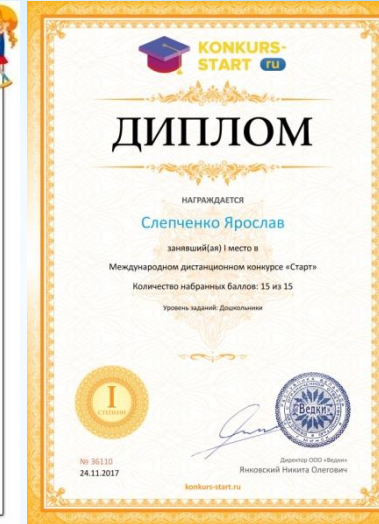 KONKURS-
START ru
ДИПЛОМ
НАГРАЖДАЕТСЯ
Слепченко Ярослав
занявший(ая) I место в
Международном дистанционном конкурсе «Старт»
Количество набранных баллов: 15 из 15
Уровень заданий: Дошкольники
I
СТЕПЕНИ
«Ведки»
№ 36110
24.11.2017
Директор ООО «Ведки»
Янковский Никита Олегович
konkurs-start.ru